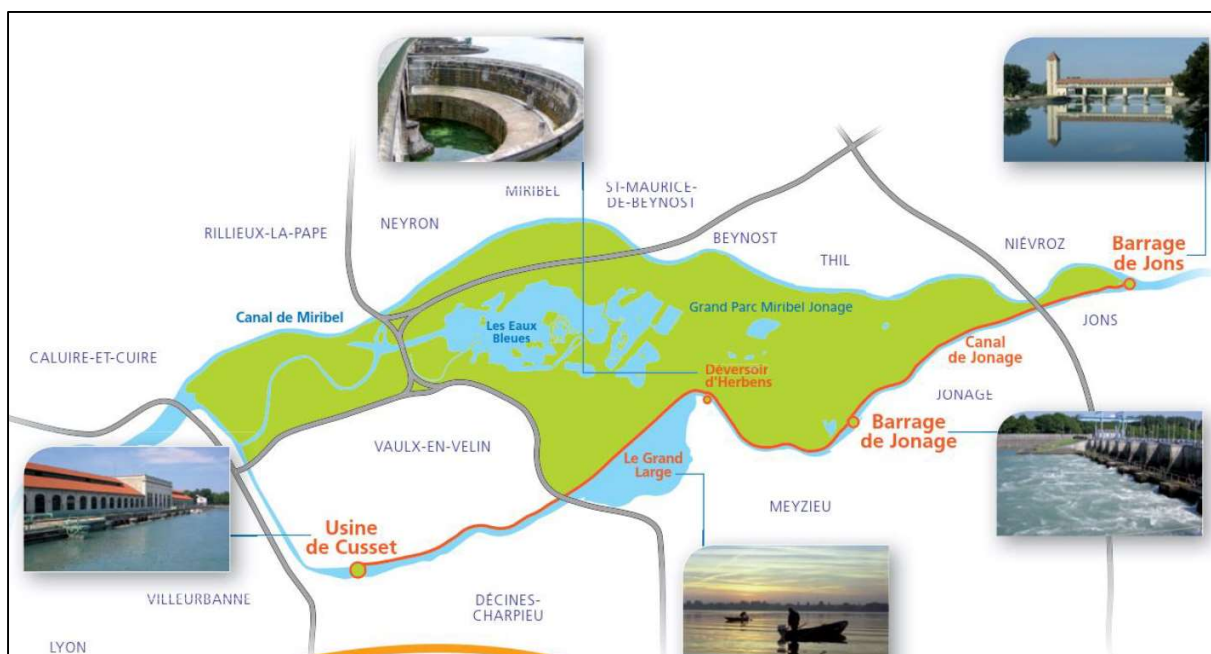 MIRIBEL
ST-MAURICE-
DE-BEYNOST
NEYRON
RILLIEUX-LA-PAPE
BEYNOST
THIL
NIÉVROZ
Barrage
de Jons
JONS
Canal de Miribel
Les Eaux
Bleues
Grand Parc Miribel Jonage
Canal
de Jonage
CALUIRE-ET-CUIRE
Déversoir
d'Herbens
JONAGE
Barrage
de Jonage
VAULX-EN-VELIN
Le Grand
Large
MEYZIEU
Usine
de Cusset
VILLEURBANNE
DÉCINES-
CHARPIEU
LYON